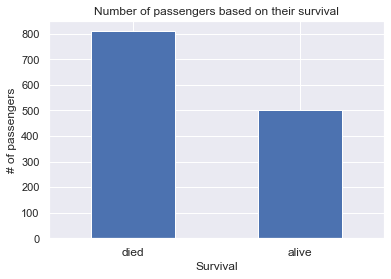 Number of passengers based on their survival
# of passengers
800
700
600
500
400
300
200
100
0
died alive
Survival